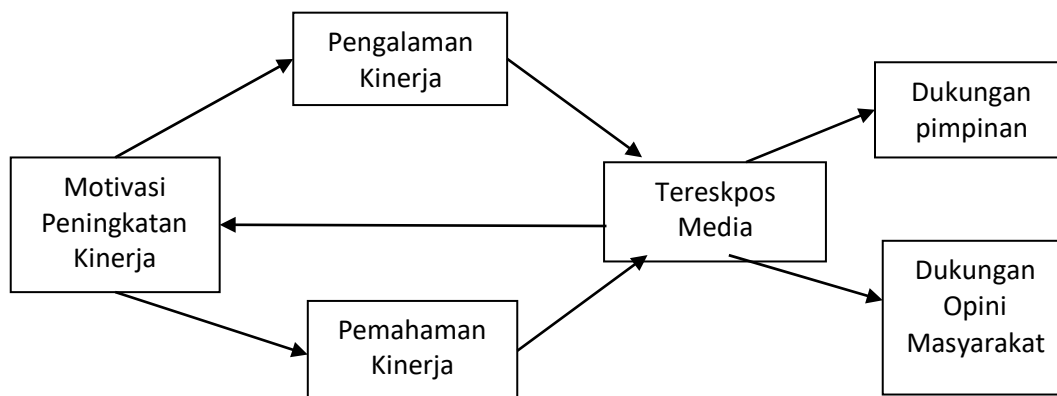 Pengalaman
Kinerja
Dukungan
pimpinan
Motivasi
Peningkatan
Kinerja
Tereskpos
Media
Dukungan
Opini
Masyarakat
Pemahaman
Kinerja